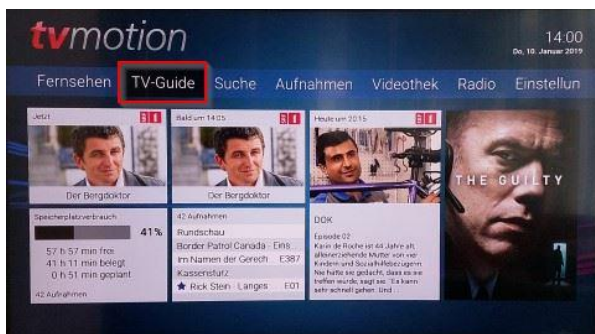 tvmotion
14:00
Do, 10. Januar 2019
Fernsehen TV-Guide Suche Aufnahmen Videothek Radio Einstellun
Jetzt
Der Bergdoktor
Bald um 14:05
Der Bergdoktor
Heute um 20:15
THE GUILTY
Speicherplatzverbrauch
41%
57 h 57 min frei
41 h 11 min belegt
0 h 51 min geplant
42 Aufnahmen
42 Aufnahmen
Rundschau
Border Patrol Canada - Eins
Im Namen der Gerech E387
Kassensturz
★ Rick Stein - Langes E01
DOK
Episode 02
Karin de Roche ist 44 Jahre alt,
alleinerziehende Mutter von vier
Kindern und Sozialhilfebezügerin.
Nie hätte sie gedacht, dass es sie
treffen würde, sagt sie. "Es kann
sehr schnell gehen. Und ...